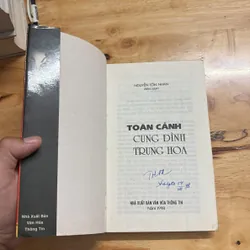 NGUYỄN TÔN NHAN
TOÀN CẢNH
CUNG ĐÌNH
TRUNG HOA
NHÀ XUẤT BẢN VĂN HÓA THÔNG TIN
Nhà Xuất Bản
Văn Hóa
Thông Tin